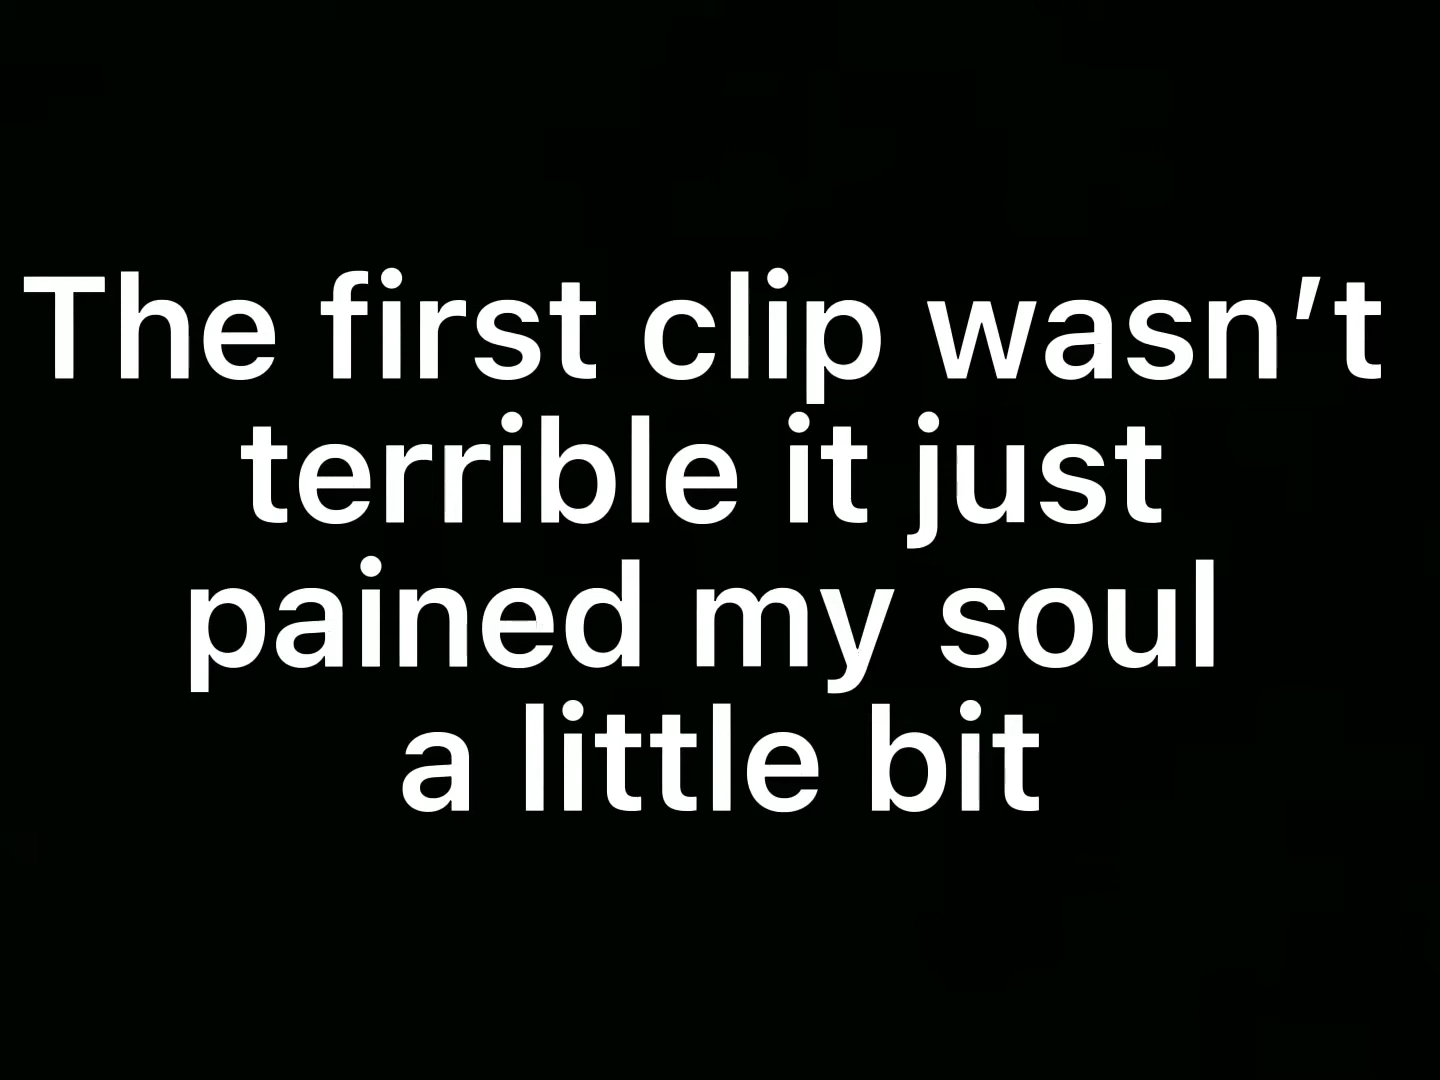 The first clip wasn’t
terrible it just
pained my soul
a little bit